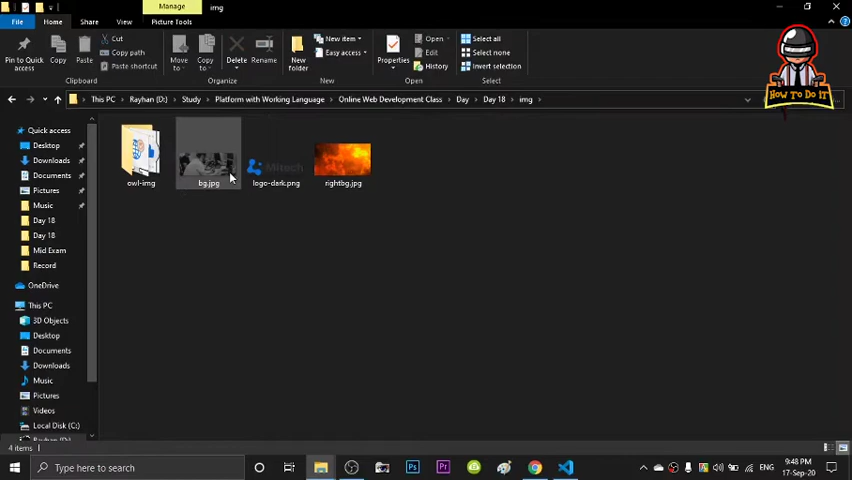 Manage
img
File
Home
Share
View
Picture Tools
Pin to Quick access
Copy
Paste
Cut
Copy path
Paste shortcut
Clipboard
Move to
Copy to
Delete
Rename
Organize
New folder
New item
Easy access
New
Properties
Open
Edit
History
Open
Select all
Select none
Invert selection
Select
HOW TO DO IT
This PC
Rayhan (D:)
Study
Platform with Working Language
Online Web Development Class
Day
Day 18
img
Quick access
Desktop
Downloads
Documents
Pictures
Music
Day 18
Day 18
Mid Exam
Record
OneDrive
This PC
3D Objects
Desktop
Documents
Downloads
Music
Pictures
Videos
Local Disk (C:)
Rayhan (D:)
owl-img
bg.jpg
Mitech
logo-dark.png
rightbg.jpg
4 items
Type here to search
Ps
Pr
ENG
9:48 PM
17-Sep-20